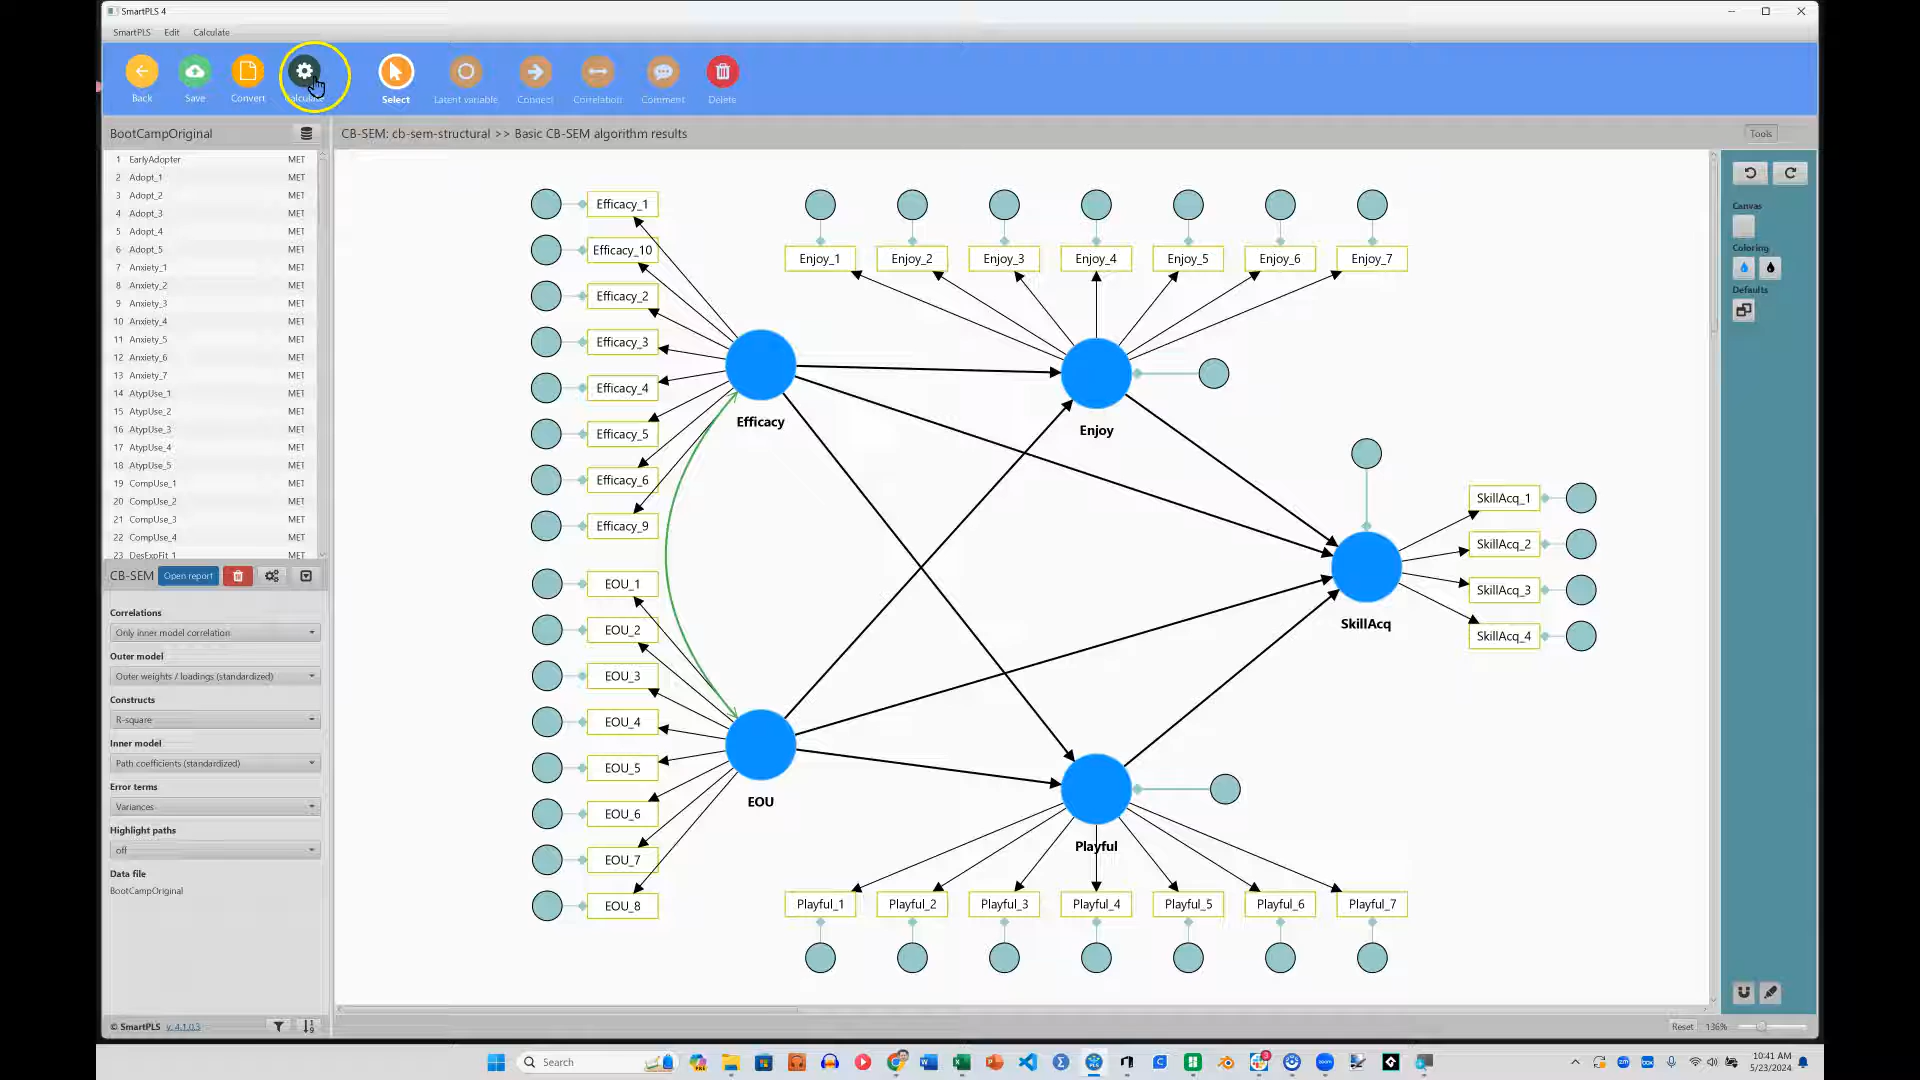 SmartPLS 4
SmartPLS Edit Calculate
Back Save Convert Calculate Select Latent variable Connect Correlation Comment Delete
BootCampOriginal
CB-SEM: cb-sem-structural >> Basic CB-SEM algorithm results
Tools
1 EarlyAdopter MET
2 Adopt_1 MET
3 Adopt_2 MET
4 Adopt_3 MET
5 Adopt_4 MET
6 Adopt_5 MET
7 Anxiety_1 MET
8 Anxiety_2 MET
9 Anxiety_3 MET
10 Anxiety_4 MET
11 Anxiety_5 MET
12 Anxiety_6 MET
13 Anxiety_7 MET
14 AtypUse_1 MET
15 AtypUse_2 MET
16 AtypUse_3 MET
17 AtypUse_4 MET
18 AtypUse_5 MET
19 CompUse_1 MET
20 CompUse_2 MET
21 CompUse_3 MET
22 CompUse_4 MET
23 DesExpFit_1 MET
CB-SEM Open report
Correlations
Only inner model correlation
Outer model
Outer weights / loadings (standardized)
Constructs
R-square
Inner model
Path coefficients (standardized)
Error terms
Variances
Highlight paths
off
Data file
BootCampOriginal
© SmartPLS v. 4.1.0.3
Efficacy_1
Efficacy_10
Efficacy_2
Efficacy_3
Efficacy_4
Efficacy_5
Efficacy_6
Efficacy_9
Efficacy
EOU_1
EOU_2
EOU_3
EOU_4
EOU_5
EOU_6
EOU_7
EOU_8
EOU
Enjoy_1 Enjoy_2 Enjoy_3 Enjoy_4 Enjoy_5 Enjoy_6 Enjoy_7
Enjoy
SkillAcq_1
SkillAcq_2
SkillAcq_3
SkillAcq_4
SkillAcq
Playful
Playful_1 Playful_2 Playful_3 Playful_4 Playful_5 Playful_6 Playful_7
Canvas
Coloring
Defaults
Reset 136%
Search
10:41 AM
5/23/2024